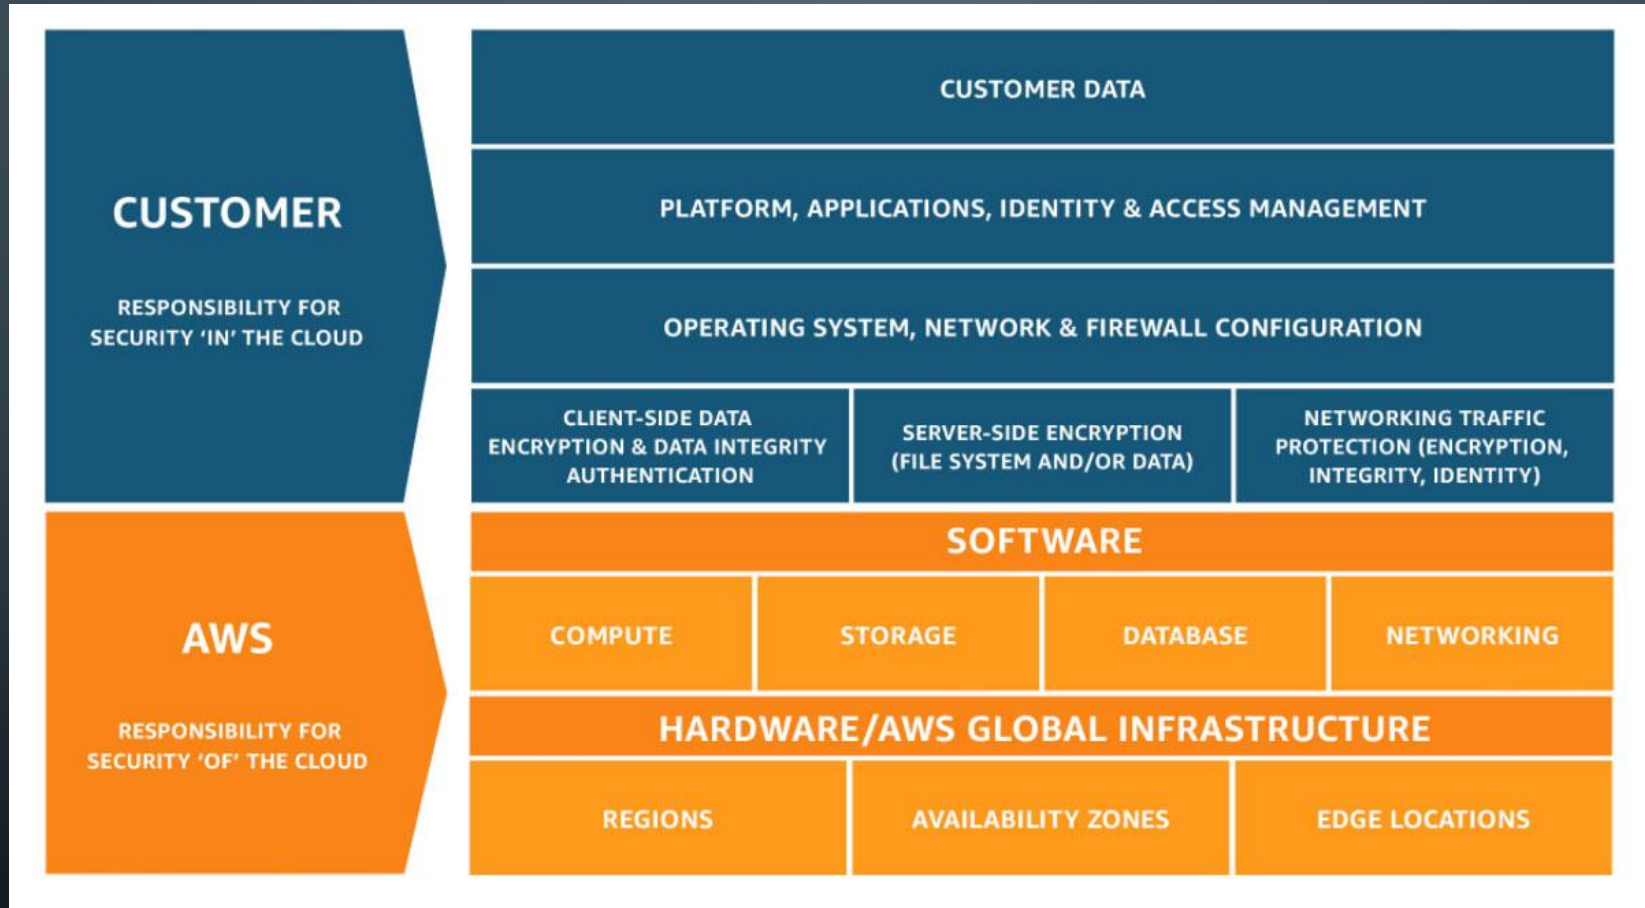 CUSTOMER
RESPONSIBILITY FOR
SECURITY ‘IN’ THE CLOUD
CUSTOMER DATA
PLATFORM, APPLICATIONS, IDENTITY & ACCESS MANAGEMENT
OPERATING SYSTEM, NETWORK & FIREWALL CONFIGURATION
CLIENT-SIDE DATA
ENCRYPTION & DATA INTEGRITY
AUTHENTICATION
SERVER-SIDE ENCRYPTION
(FILE SYSTEM AND/OR DATA)
NETWORKING TRAFFIC
PROTECTION (ENCRYPTION,
INTEGRITY, IDENTITY)
AWS
RESPONSIBILITY FOR
SECURITY ‘OF’ THE CLOUD
SOFTWARE
COMPUTE
STORAGE
DATABASE
NETWORKING
HARDWARE/AWS GLOBAL INFRASTRUCTURE
REGIONS
AVAILABILITY ZONES
EDGE LOCATIONS